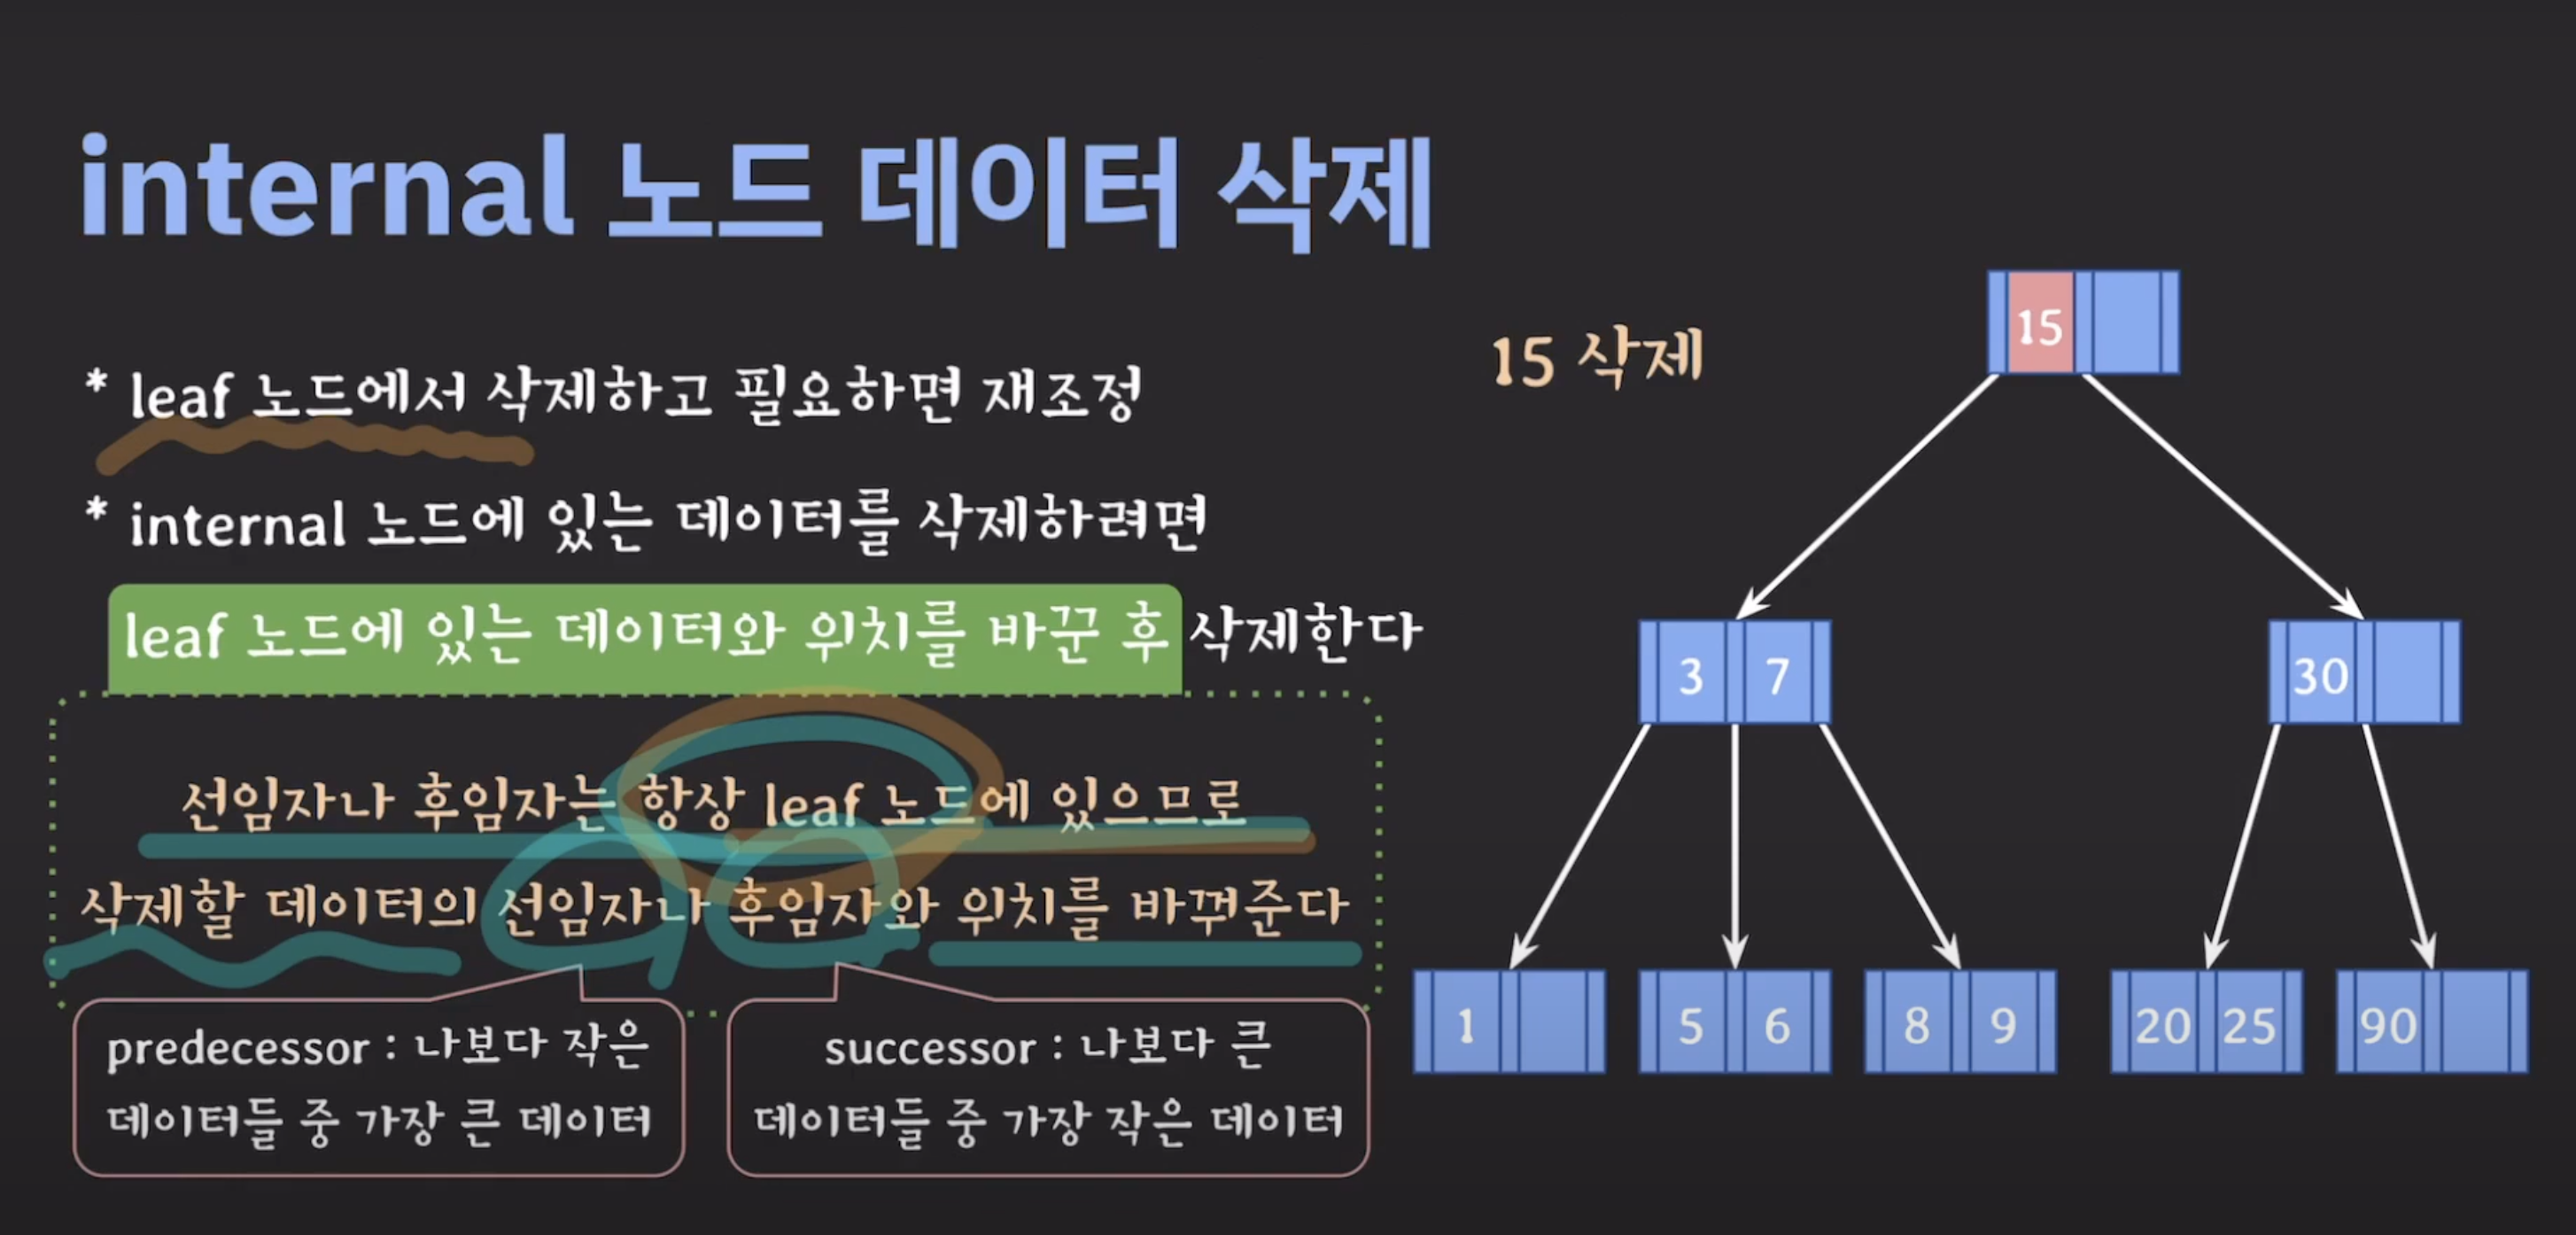 internal 노드 데이터 삭제
* leaf 노드에서 삭제하고 필요하면 재조정
* internal 노드에 있는 데이터를 삭제하려면
leaf 노드에 있는 데이터와 위치를 바꾼 후 삭제한다
선임자나 후임자는 항상 leaf 노드에 있으므로
삭제할 데이터의 선임자나 후임자와 위치를 바꿔준다
predecessor : 나보다 작은
데이터들 중 가장 큰 데이터
successor : 나보다 큰
데이터들 중 가장 작은 데이터
15 삭제
15
3 7
30
1
5 6
8 9
20 25
90